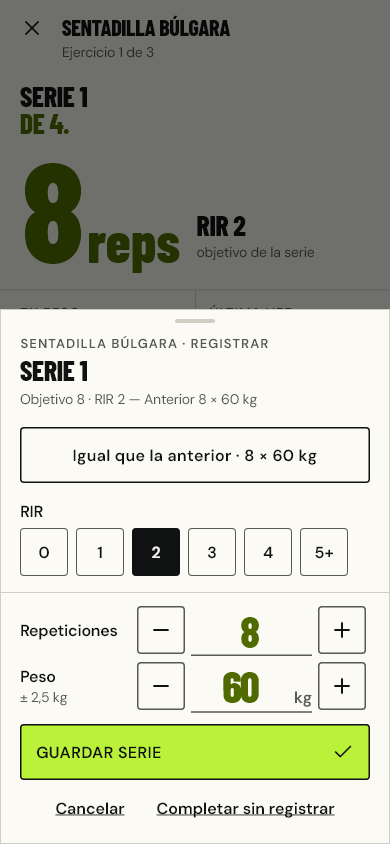 SENTADILLA BÚLGARA
Ejercicio 1 de 3
SERIE 1
DE 4.
8 reps
RIR 2
objetivo de la serie
SENTADILLA BÚLGARA · REGISTRAR
SERIE 1
Objetivo 8 · RIR 2 — Anterior 8 × 60 kg
Igual que la anterior · 8 × 60 kg
RIR
0 1 2 3 4 5+
Repeticiones − 8 +
Peso
± 2,5 kg − 60 kg +
GUARDAR SERIE
Cancelar Completar sin registrar